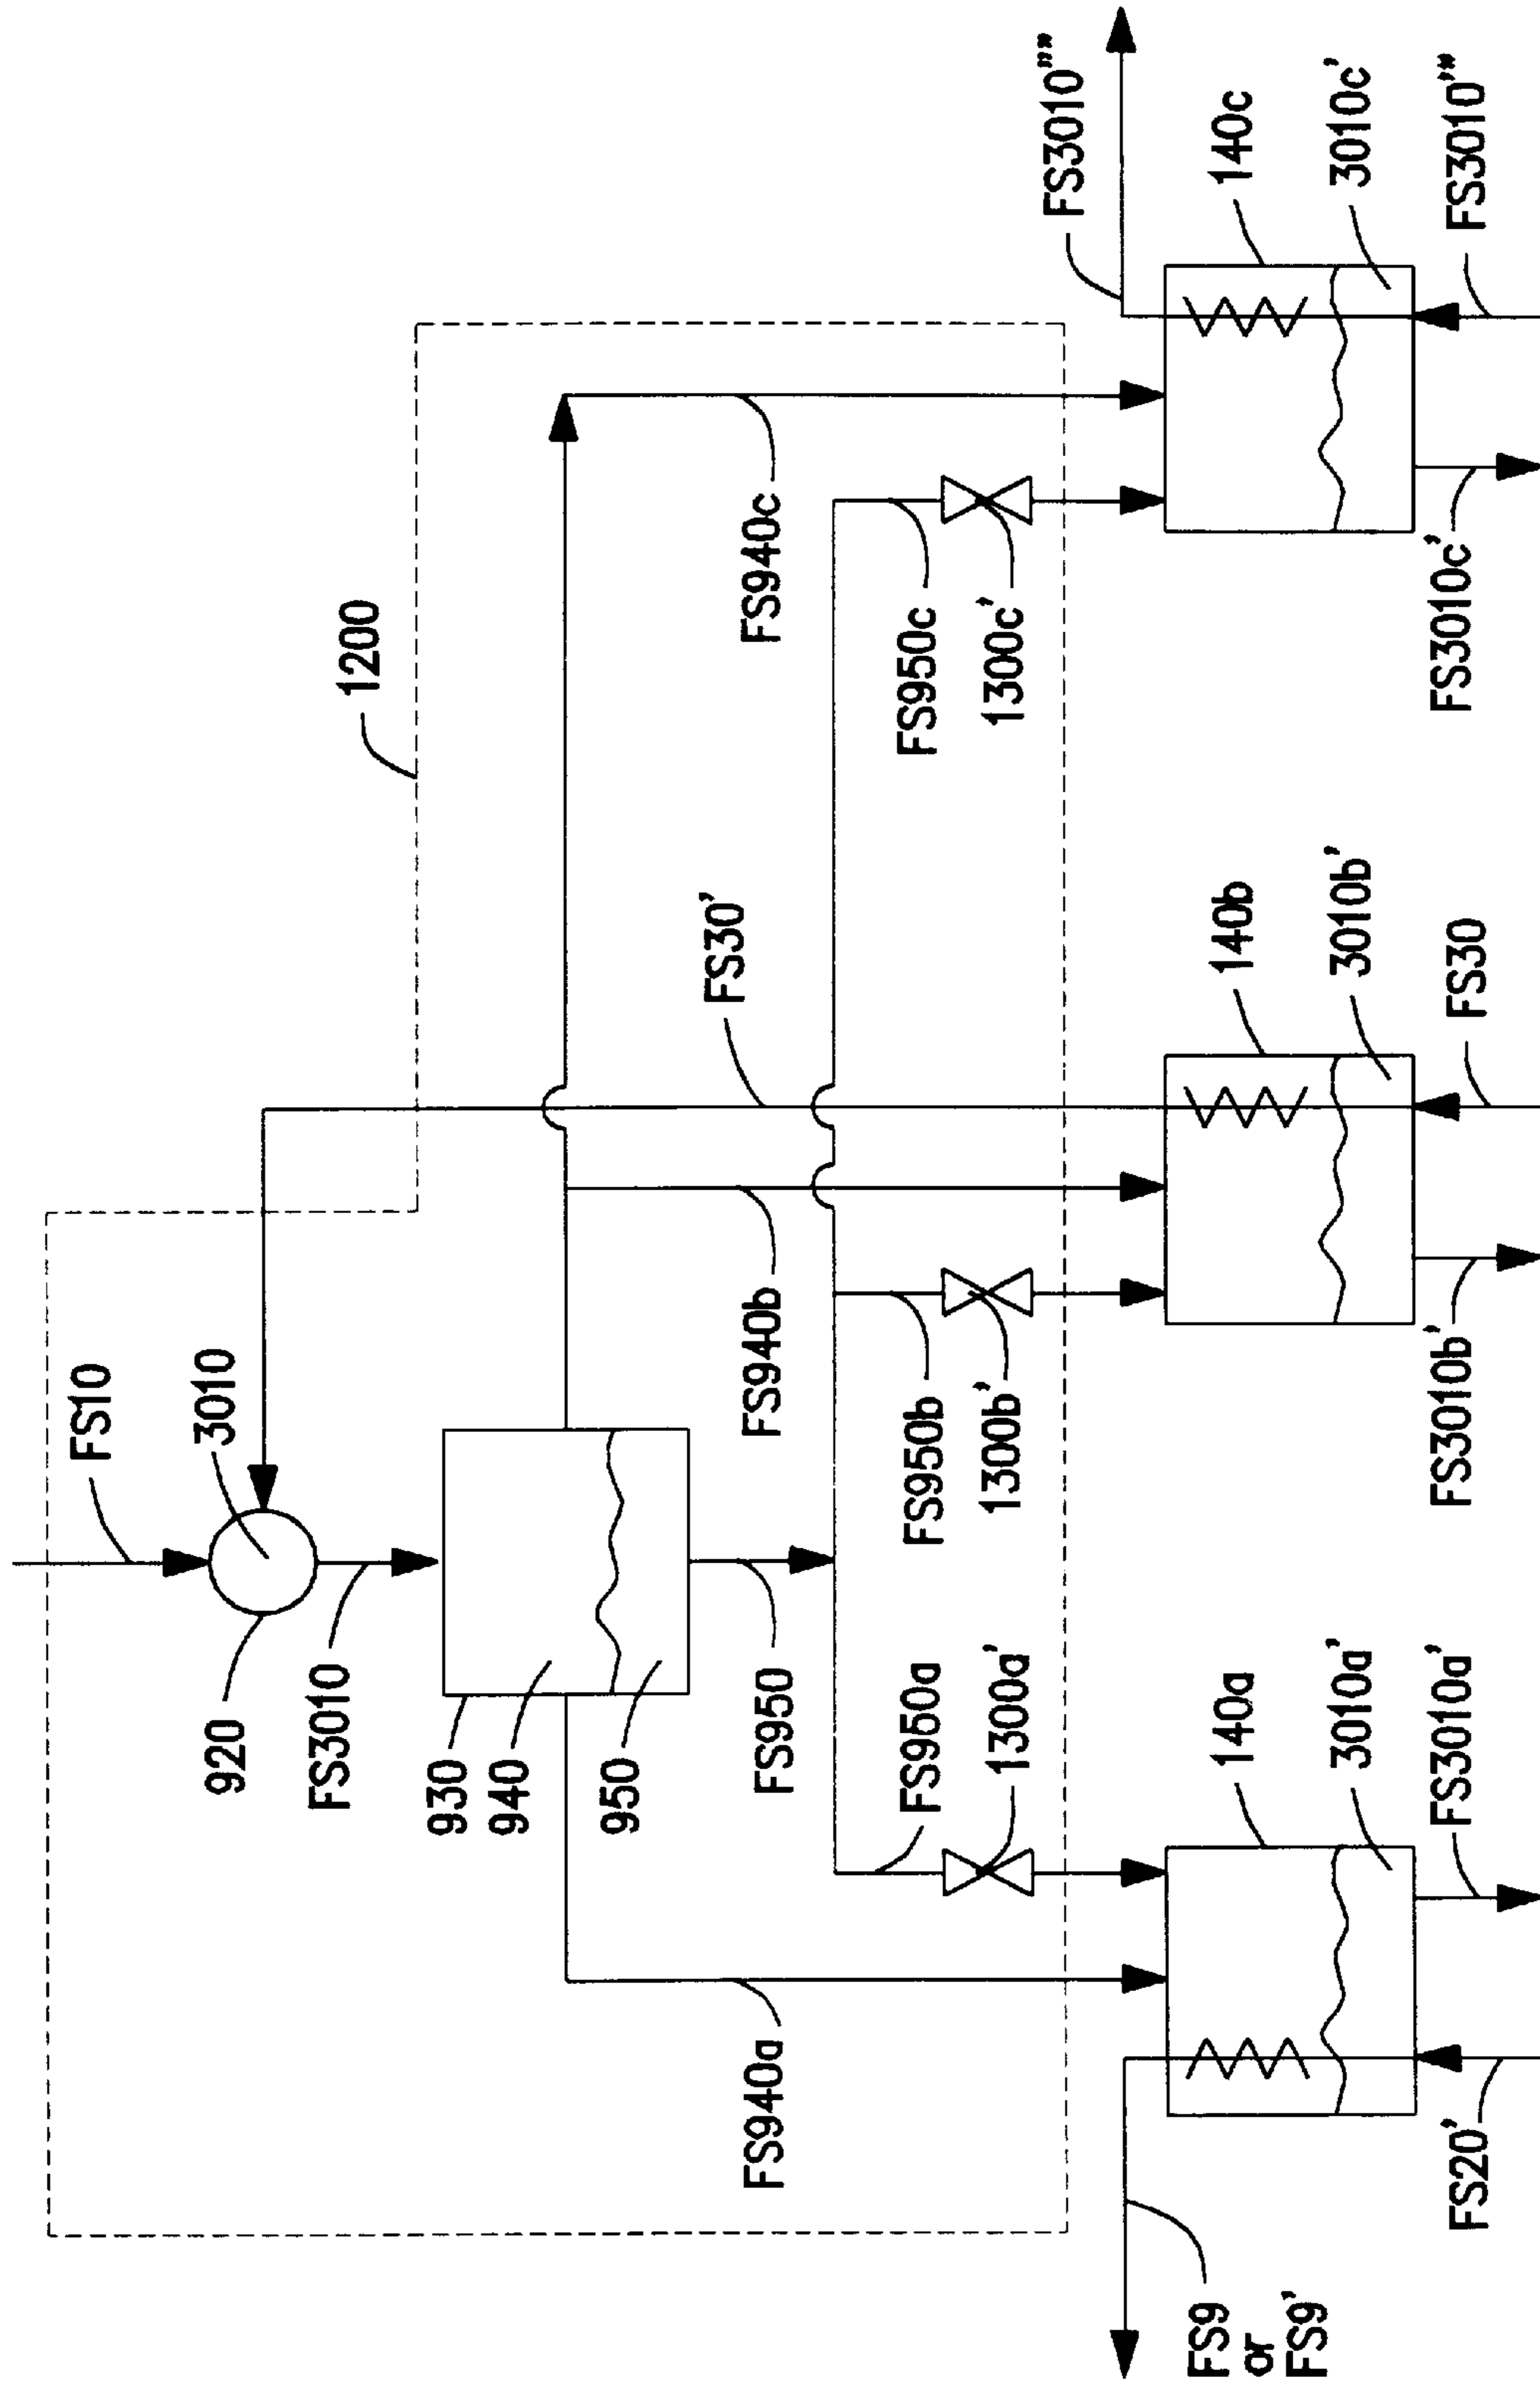 FS10
3010
920
FS3010
1200
930
940
950
FS950
FS30'
FS940a
FS940b
FS940c
FS950a
FS950b
FS950c
1300a'
1300b'
1300c'
FS3010""
140a
140b
140c
3010a'
3010b'
3010c'
FS9
or
FS9'
FS20'
FS3010a'
FS3010b'
FS30
FS3010c'
FS3010'"